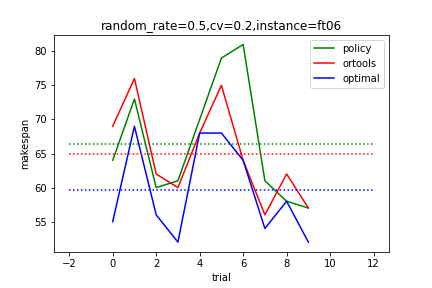 random_rate=0.5,cv=0.2,instance=ft06
policy
ortools
optimal
makespan
80
75
70
65
60
55
−2
0
2
4
6
8
10
12
trial